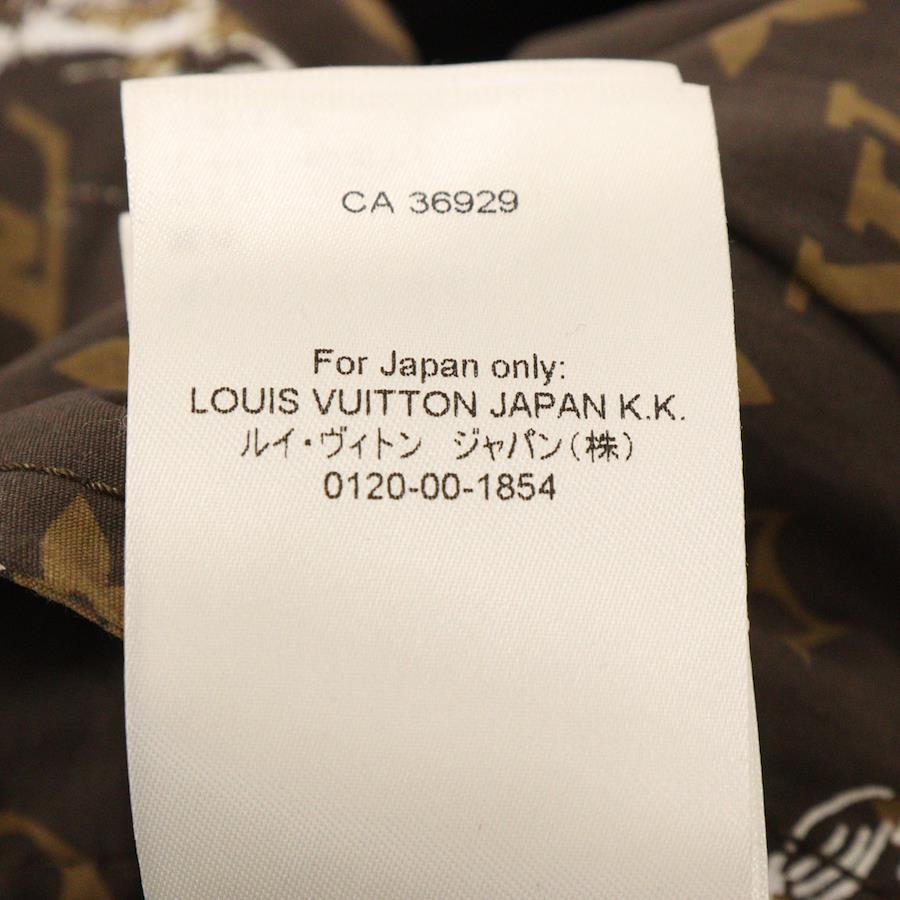 CA 36929
For Japan only:
LOUIS VUITTON JAPAN K.K.
ルイ・ヴィトン　ジャパン(株)
0120-00-1854